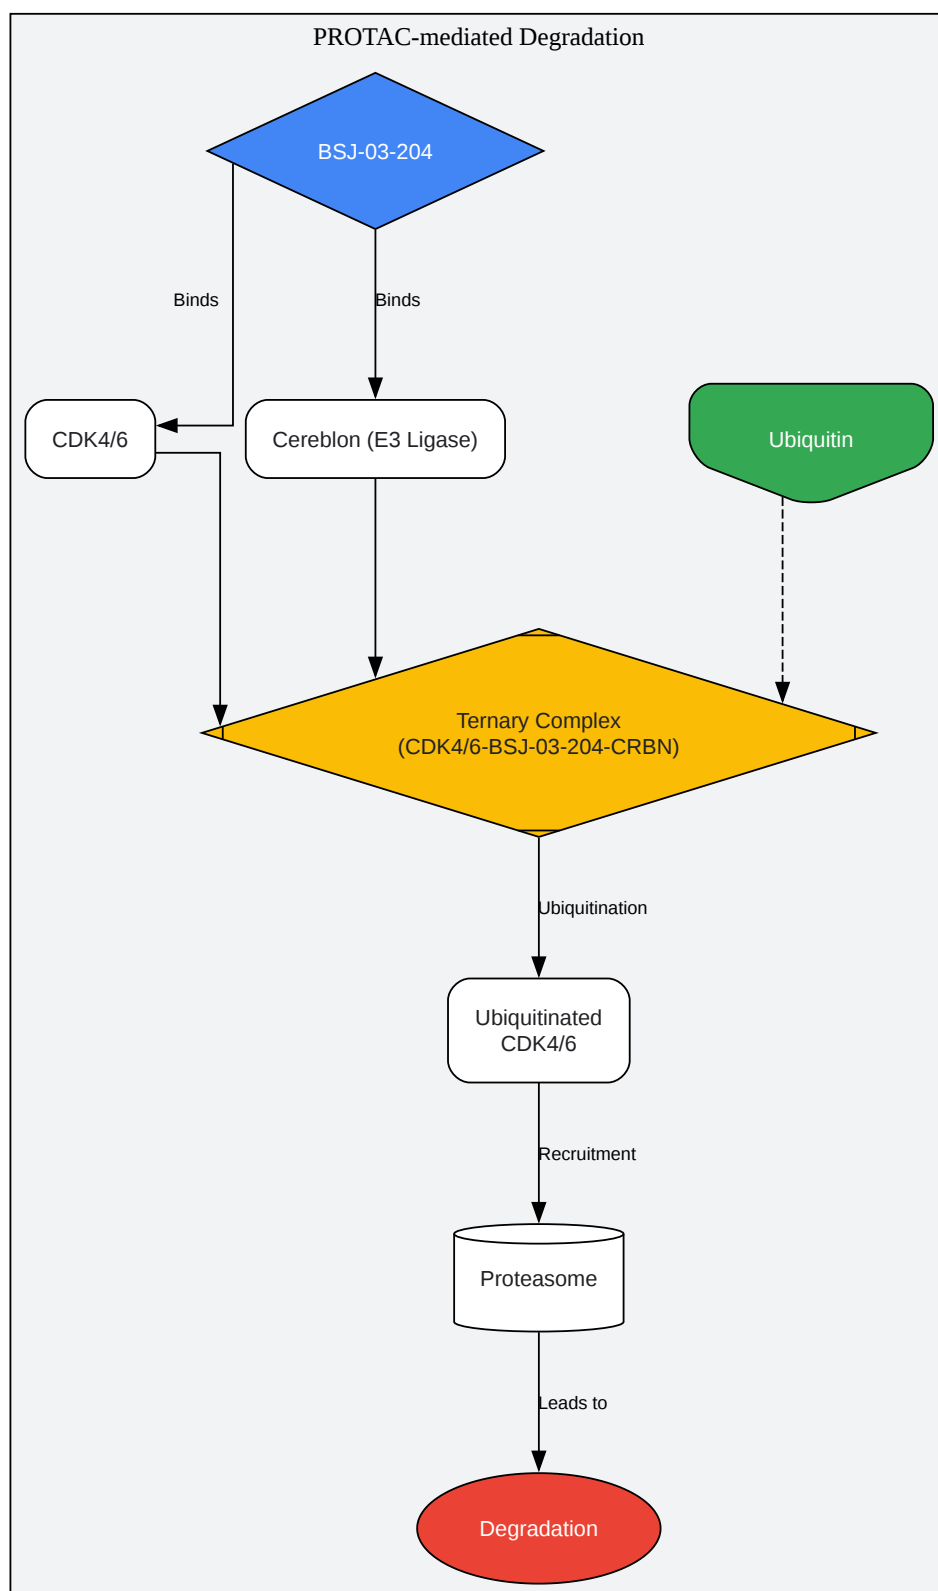 PROTAC-mediated Degradation
BSJ-03-204
Binds
Binds
CDK4/6
Cereblon (E3 Ligase)
Ubiquitin
Ternary Complex
(CDK4/6-BSJ-03-204-CRBN)
Ubiquitination
Ubiquitinated
CDK4/6
Recruitment
Proteasome
Leads to
Degradation